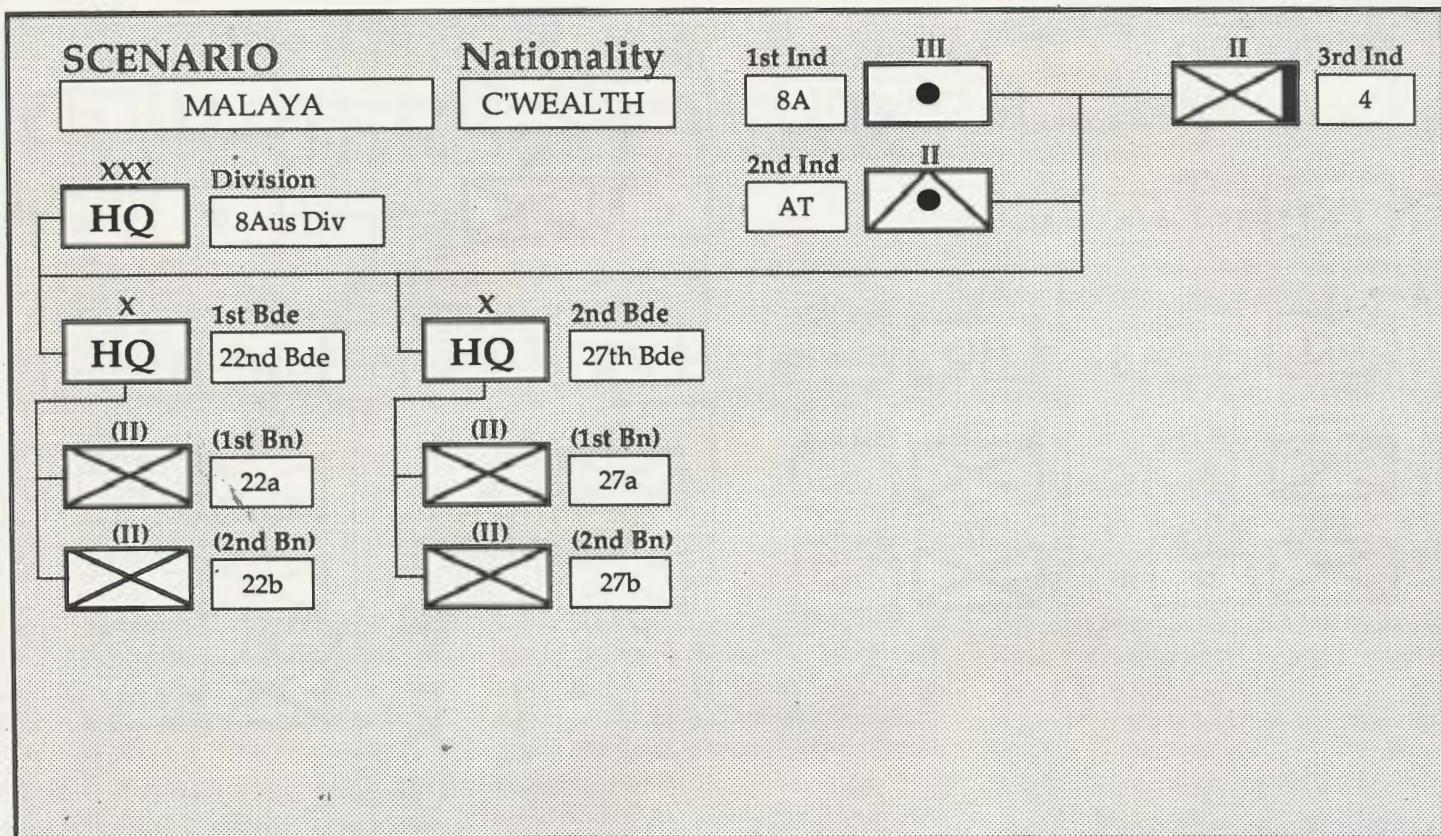 SCENARIO
MALAYA
Nationality
C'WEALTH
1st Ind
8A
III
II
3rd Ind
4
2nd Ind
AT
II
XXX
HQ
Division
8Aus Div
X
HQ
1st Bde
22nd Bde
X
HQ
2nd Bde
27th Bde
(II)
(1st Bn)
22a
(II)
(1st Bn)
27a
(II)
(2nd Bn)
22b
(II)
(2nd Bn)
27b